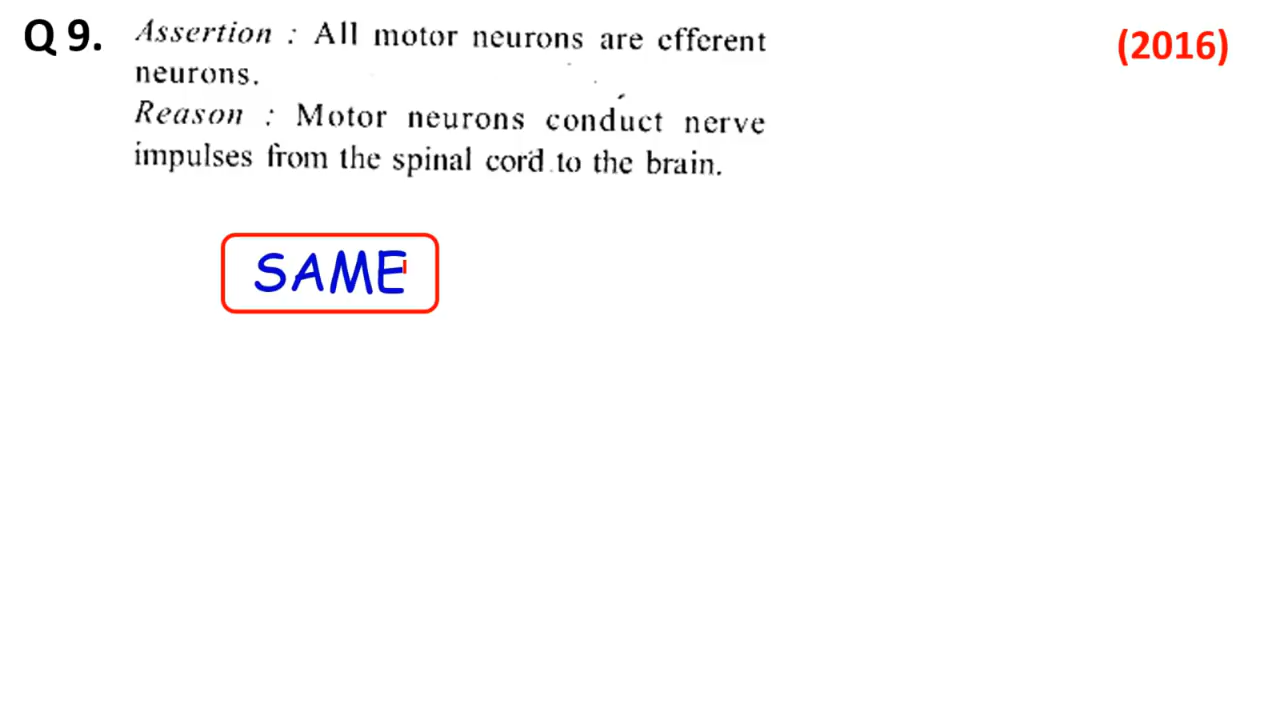 Q 9. Assertion : All motor neurons are efferent (2016)
neurons.
Reason : Motor neurons conduct nerve
impulses from the spinal cord to the brain.
SAME